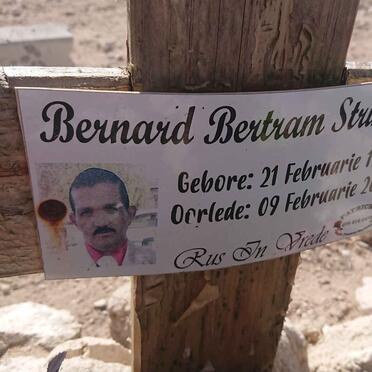 Bernard Bertram
Gebore: 21 Februarie
Oorlede: 09 Februarie
Rus In Vrede